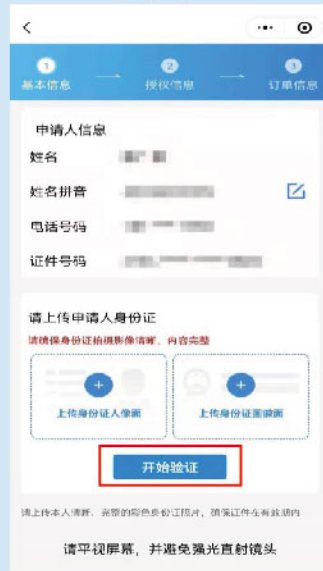 1 2 3
基本信息 授权信息 订单信息
申请人信息
姓名
姓名拼音
电话号码
证件号码
请上传申请人身份证
请确保身份证拍摄影像清晰，内容完整
上传身份证人像面 上传身份证国徽面
开始验证
请上传本人清晰、完整的彩色身份证照片，确保证件在有效期内
请平视屏幕，并避免强光直射镜头